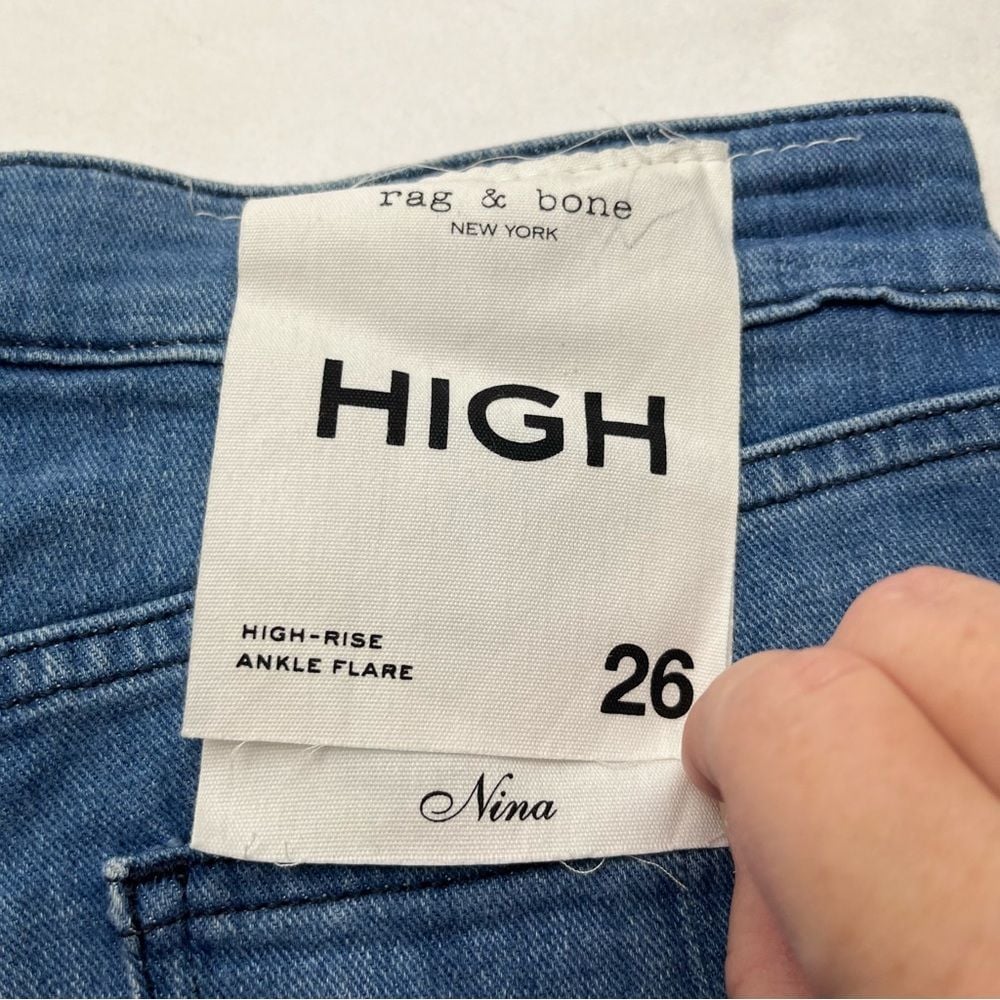 rag & bone
NEW YORK
HIGH
HIGH-RISE
ANKLE FLARE
26
Nina